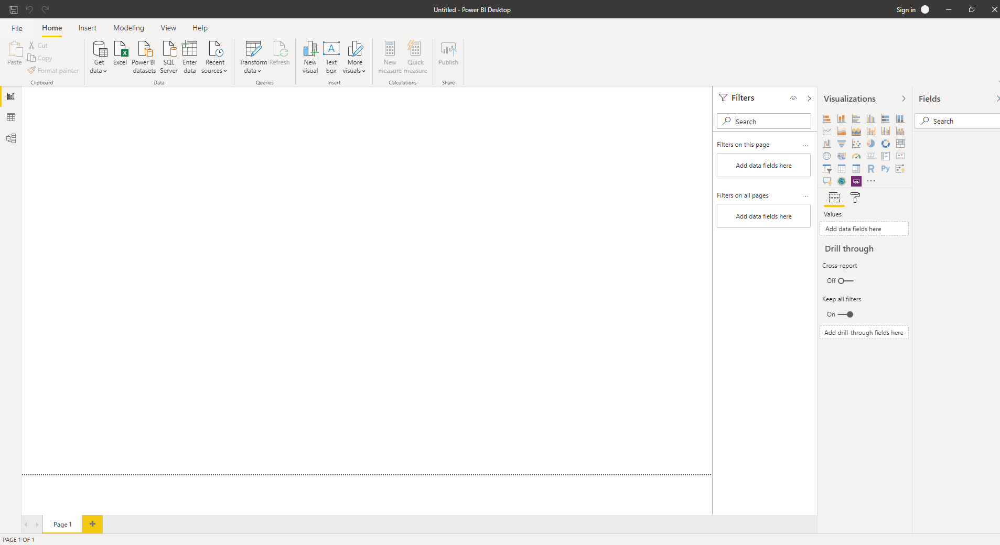 Untitled - Power BI Desktop
Sign in
File Home Insert Modeling View Help
Paste
Cut
Copy
Format painter
Clipboard
Get data
Excel
Power BI datasets
SQL Server
Enter data
Recent sources
Data
Transform data
Refresh
Queries
New visual
Text box
More visuals
Insert
New measure
Quick measure
Calculations
Publish
Share
Filters
Search
Filters on this page
...
Add data fields here
Filters on all pages
...
Add data fields here
Visualizations
123
R
Py
...
Values
Add data fields here
Drill through
Cross-report
Off
Keep all filters
On
Add drill-through fields here
Fields
Search
Page 1
+
PAGE 1 OF 1